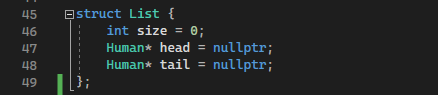 45 struct List {
46 int size = 0;
47 Human* head = nullptr;
48 Human* tail = nullptr;
49 };